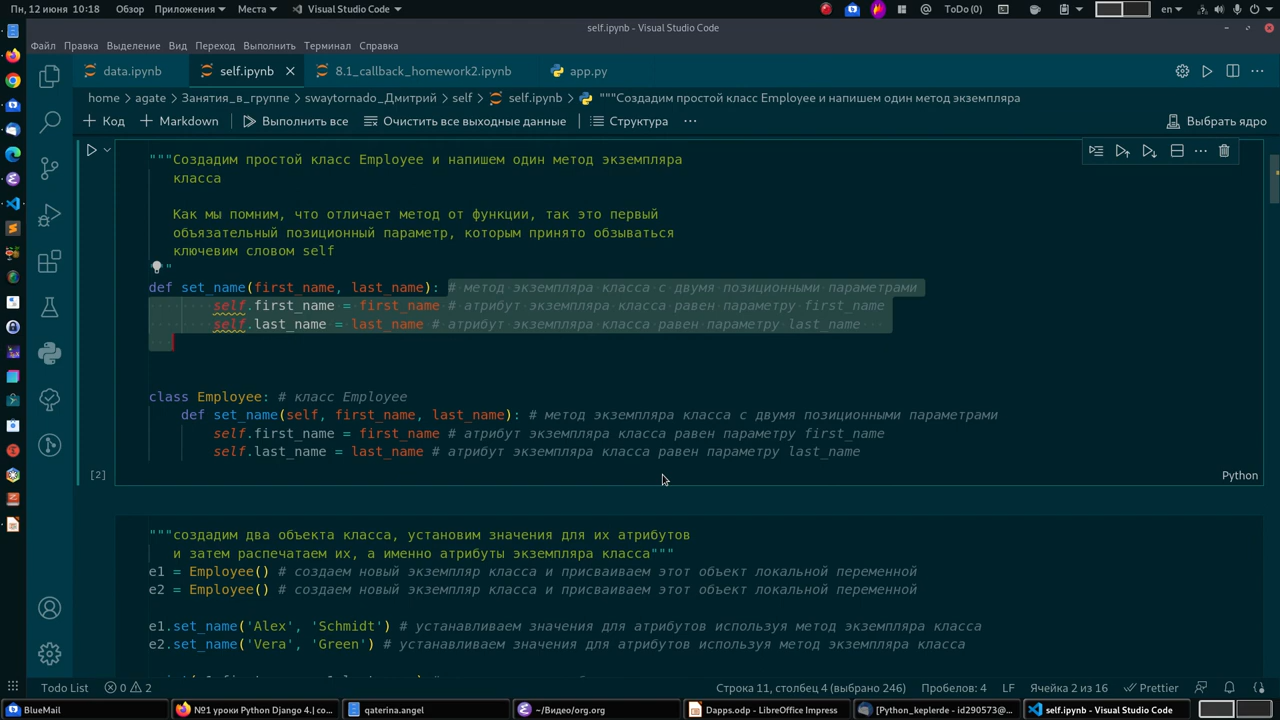 Пн, 12 июня 10:18 Обзор Приложения Места Visual Studio Code ToDo(0) en
self.ipynb - Visual Studio Code
Файл Правка Выделение Вид Переход Выполнить Терминал Справка
data.ipynb self.ipynb 8.1_callback_homework2.ipynb app.py
home > agate > Занятия_в_группе > swaytornado_Дмитрий > self > self.ipynb > """Создадим простой класс Employee и напишем один метод экземпляра
+ Код + Markdown Выполнить все Очистить все выходные данные Структура ... Выбрать ядро
"""Создадим простой класс Employee и напишем один метод экземпляра
класса
Как мы помним, что отличает метод от функции, так это первый
объязательный позиционный параметр, которым принято обзываться
ключевим словом self
"
def set_name(first_name, last_name): # метод экземпляра класса с двумя позиционными параметрами
self.first_name = first_name # атрибут экземпляра класса равен параметру first_name
self.last_name = last_name # атрибут экземпляра класса равен параметру last_name
class Employee: # класс Employee
def set_name(self, first_name, last_name): # метод экземпляра класса с двумя позиционными параметрами
self.first_name = first_name # атрибут экземпляра класса равен параметру first_name
self.last_name = last_name # атрибут экземпляра класса равен параметру last_name
[2] Python
"""создадим два объекта класса, установим значения для их атрибутов
и затем распечатаем их, а именно атрибуты экземпляра класса"""
e1 = Employee() # создаем новый экземпляр класса и присваиваем этот объект локальной переменной
e2 = Employee() # создаем новый экземпляр класса и присваиваем этот объект локальной переменной
e1.set_name('Alex', 'Schmidt') # устанавливаем значения для атрибутов используя метод экземпляра класса
e2.set_name('Vera', 'Green') # устанавливаем значения для атрибутов используя метод экземпляра класса
Todo List 0 2 Строка 11, столбец 4 (выбрано 246) Пробелов: 4 LF Ячейка 2 из 16 Prettier
BlueMail №1 уроки Python Django 4.| со... qaterina.angel ~/Видео/org.org Dapps.odp - LibreOffice Impress [Python_keplerde - id290573@... self.ipynb - Visual Studio Code